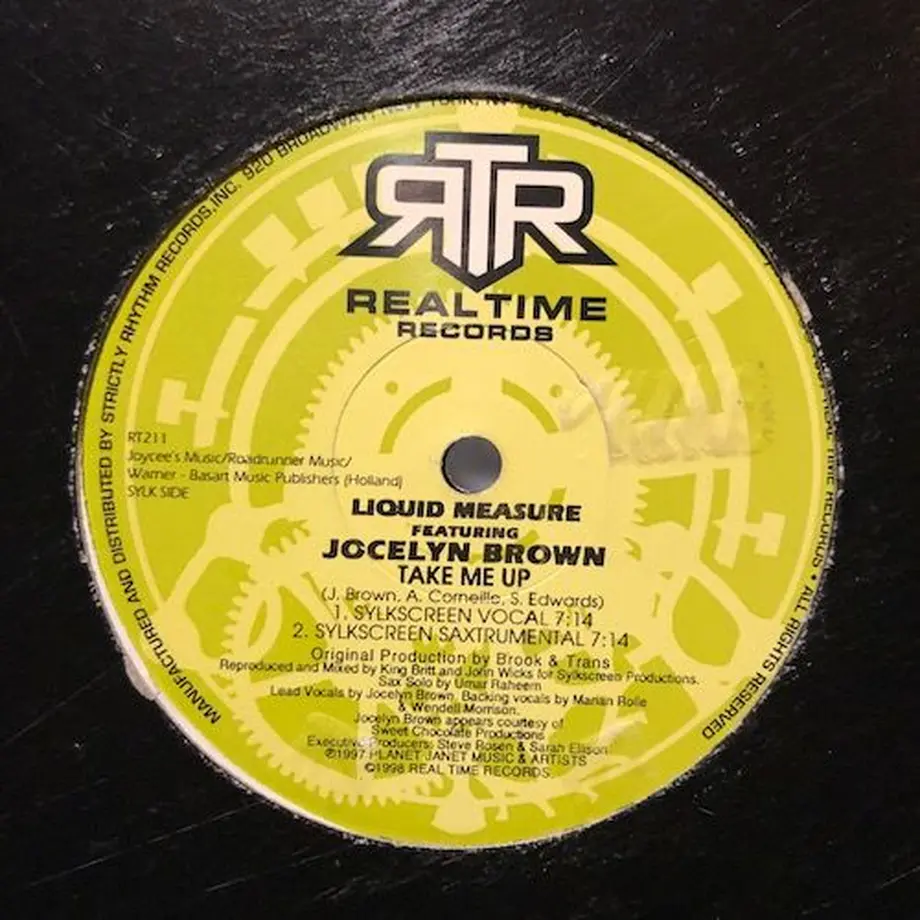 RTR
REAL TIME
RECORDS
RT211
Joycee's Music/Roadrunner Music/
Warner - Basart Music Publishers (Holland)
SYLK SIDE
LIQUID MEASURE
FEATURING
JOCELYN BROWN
TAKE ME UP
(J. Brown, A. Corneille, S. Edwards)
1. SYLKSCREEN VOCAL 7:14
2. SYLKSCREEN SAXTRUMENTAL 7:14
Original Production by Brook & Trans
Reproduced and Mixed by King Britt and John Wicks for Sylkscreen Productions.
Sax Solo by Umar Raheem
Lead Vocals by Jocelyn Brown, Backing vocals by Marian Rolle
& Wendell Morrison.
Jocelyn Brown appears courtesy of
Sweet Chocolate Productions
Executive Producers: Steve Rosen & Sarah Ellison
℗1997 PLANET JANET MUSIC & ARTISTS
©1998 REAL TIME RECORDS.
MANUFACTURED AND DISTRIBUTED BY STRICTLY RHYTHM RECORDS, INC. 920 BROADWAY, NEW YORK, REAL TIME RECORDS • ALL RIGHTS RESERVED